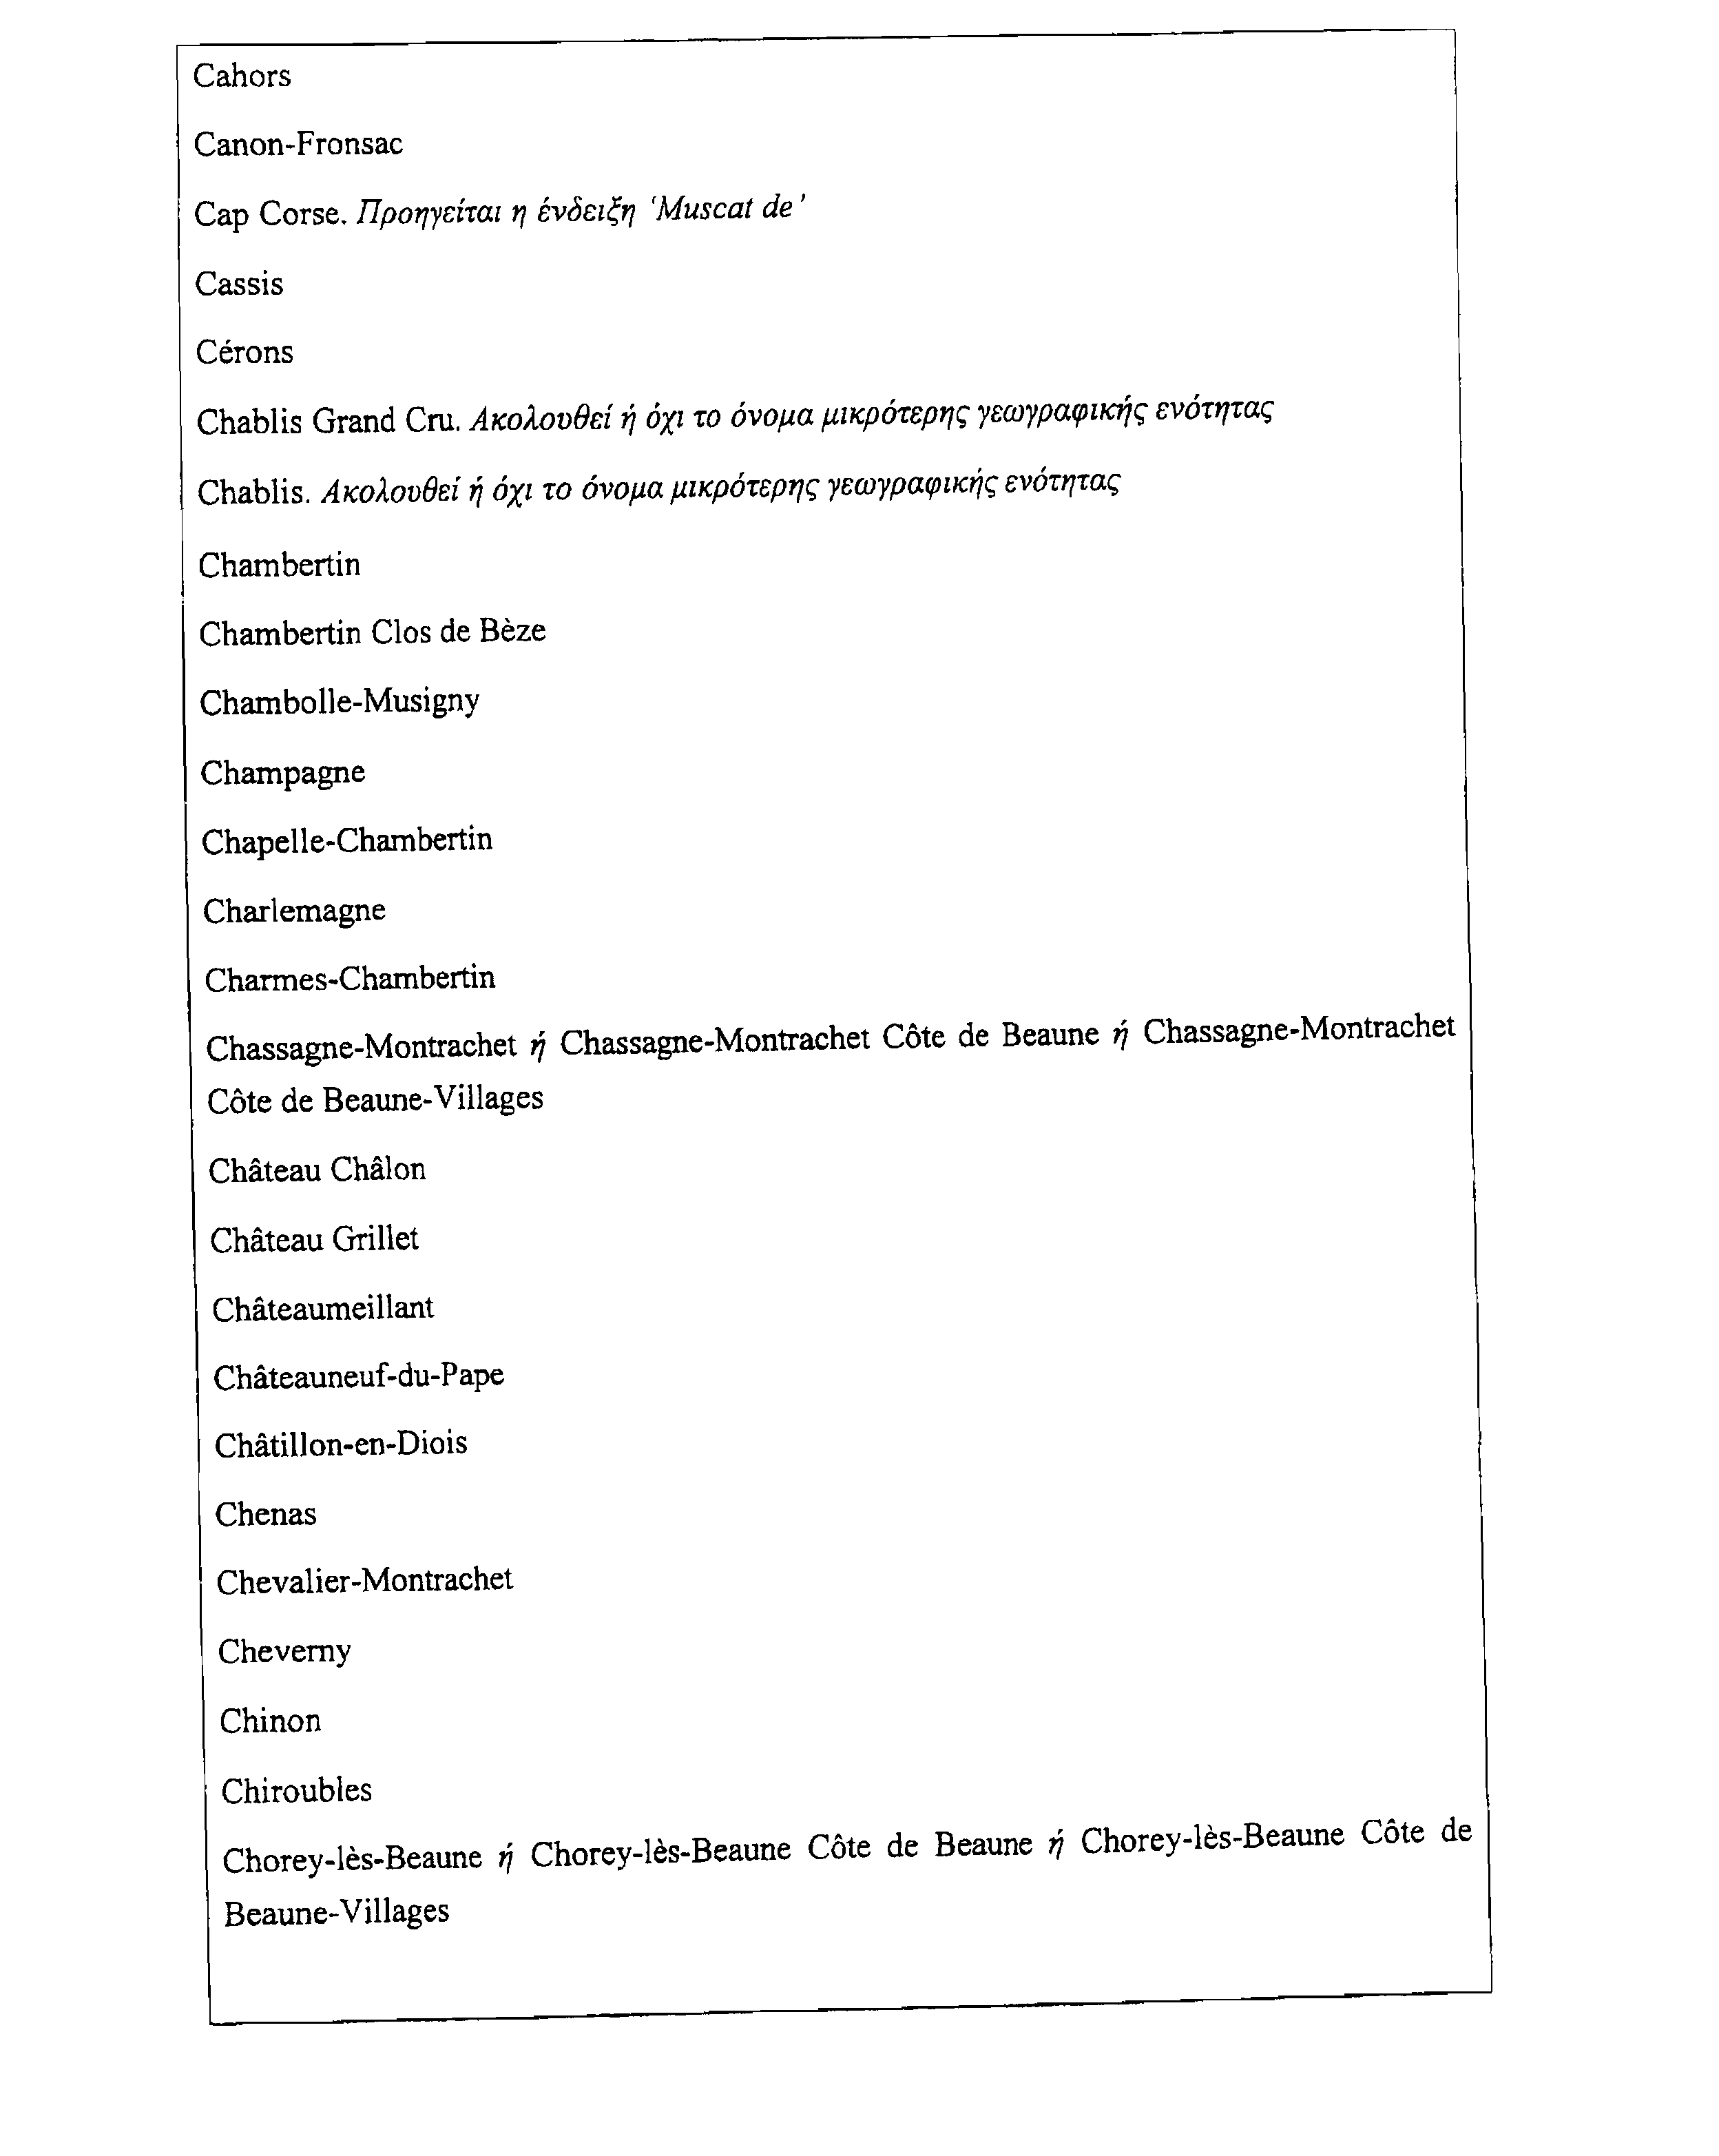 Cahors
Canon-Fronsac
Cap Corse. Προηγείται η ένδειξη ‘Muscat de’
Cassis
Cérons
Chablis Grand Cru. Ακολουθεί ή όχι το όνομα μικρότερης γεωγραφικής ενότητας
Chablis. Ακολουθεί ή όχι το όνομα μικρότερης γεωγραφικής ενότητας
Chambertin
Chambertin Clos de Bèze
Chambolle-Musigny
Champagne
Chapelle-Chambertin
Charlemagne
Charmes-Chambertin
Chassagne-Montrachet ή Chassagne-Montrachet Côte de Beaune ή Chassagne-Montrachet
Côte de Beaune-Villages
Château Châlon
Château Grillet
Châteaumeillant
Châteauneuf-du-Pape
Châtillon-en-Diois
Chenas
Chevalier-Montrachet
Cheverny
Chinon
Chiroubles
Chorey-lès-Beaune ή Chorey-lès-Beaune Côte de Beaune ή Chorey-lès-Beaune Côte de
Beaune-Villages